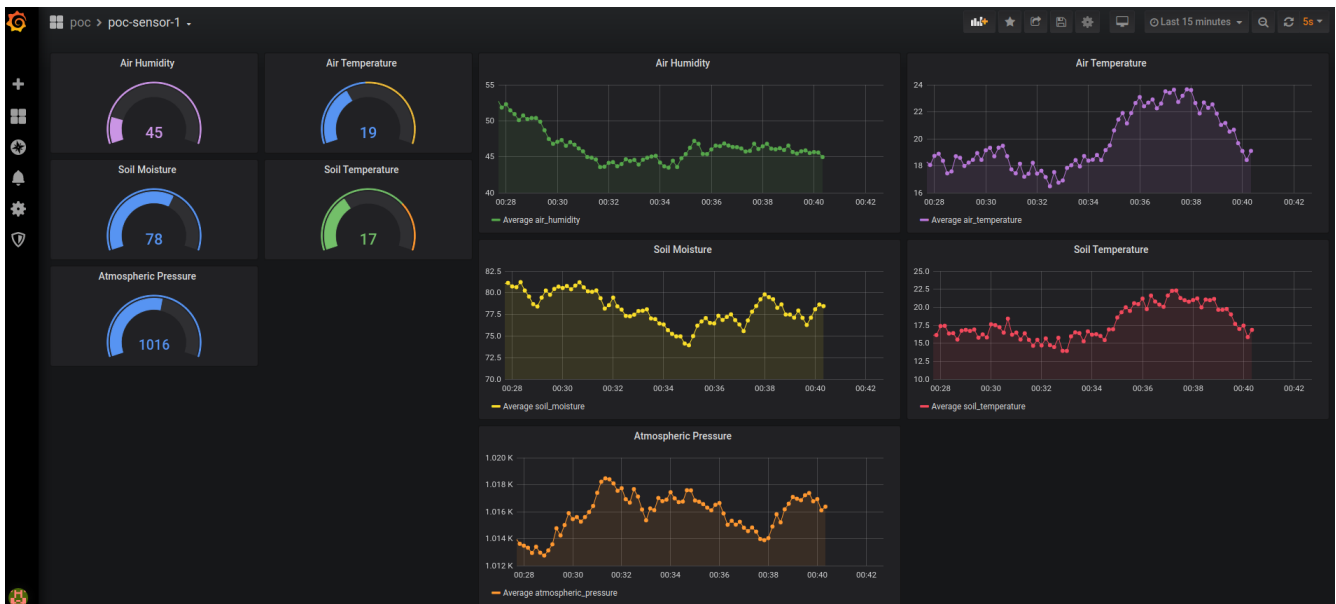 poc > poc-sensor-1
Last 15 minutes
5s
Air Humidity
45
Air Temperature
19
Soil Moisture
78
Soil Temperature
17
Atmospheric Pressure
1016
Air Humidity
55
50
45
40
00:28 00:30 00:32 00:34 00:36 00:38 00:40 00:42
Average air_humidity
Air Temperature
24
22
20
18
16
00:28 00:30 00:32 00:34 00:36 00:38 00:40 00:42
Average air_temperature
Soil Moisture
82.5
80.0
77.5
75.0
72.5
70.0
00:28 00:30 00:32 00:34 00:36 00:38 00:40 00:42
Average soil_moisture
Soil Temperature
25.0
22.5
20.0
17.5
15.0
12.5
10.0
00:28 00:30 00:32 00:34 00:36 00:38 00:40 00:42
Average soil_temperature
Atmospheric Pressure
1.020 K
1.018 K
1.016 K
1.014 K
1.012 K
00:28 00:30 00:32 00:34 00:36 00:38 00:40 00:42
Average atmospheric_pressure